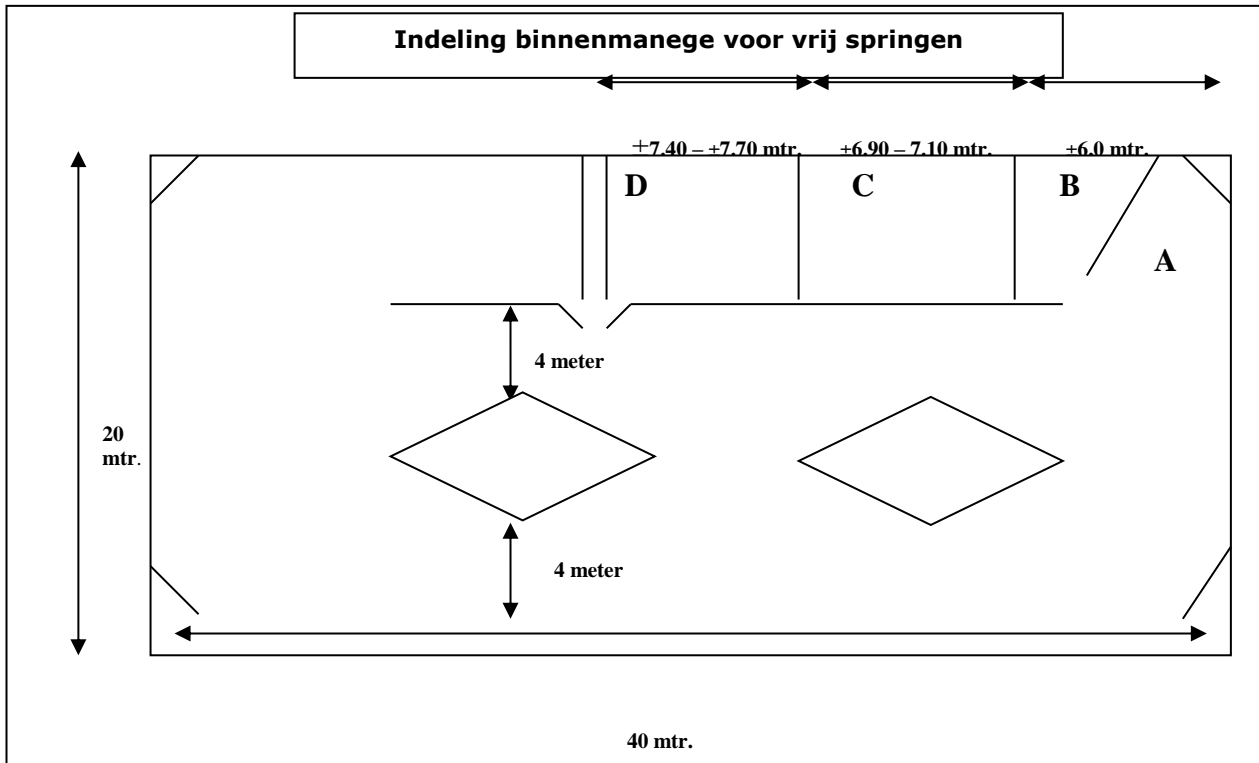 Indeling binnenmanege voor vrij springen
±7.40 – ±7.70 mtr. ±6.90 – 7.10 mtr. ±6.0 mtr.
D C B
A
4 meter
20
mtr.
4 meter
40 mtr.